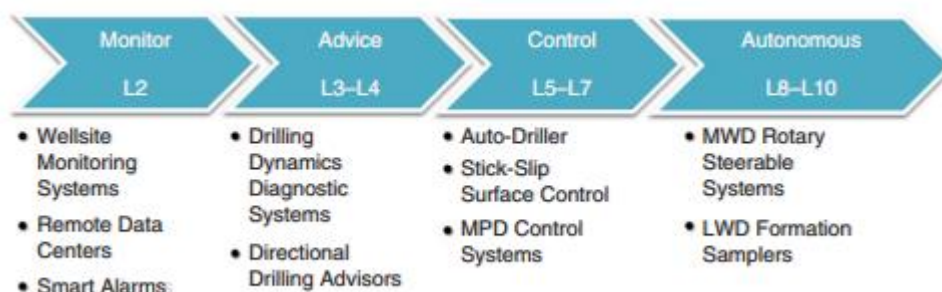 Monitor
L2
Advice
L3–L4
Control
L5–L7
Autonomous
L8–L10
• Wellsite
Monitoring
Systems
• Remote Data
Centers
• Smart Alarms
• Drilling
Dynamics
Diagnostic
Systems
• Directional
Drilling Advisors
• Auto-Driller
• Stick-Slip
Surface Control
• MPD Control
Systems
• MWD Rotary
Steerable
Systems
• LWD Formation
Samplers